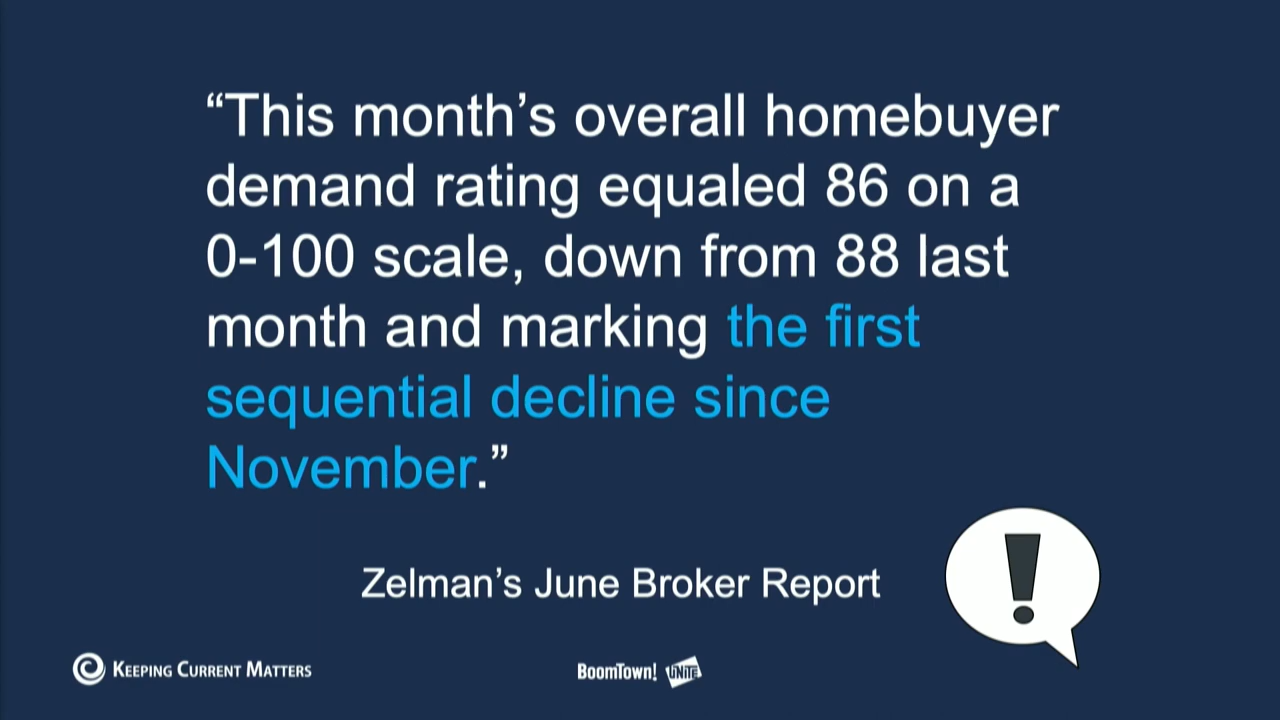 “This month’s overall homebuyer
demand rating equaled 86 on a
0-100 scale, down from 88 last
month and marking the first
sequential decline since
November.”
Zelman’s June Broker Report
!
KEEPING CURRENT MATTERS
BoomTown! UNITE